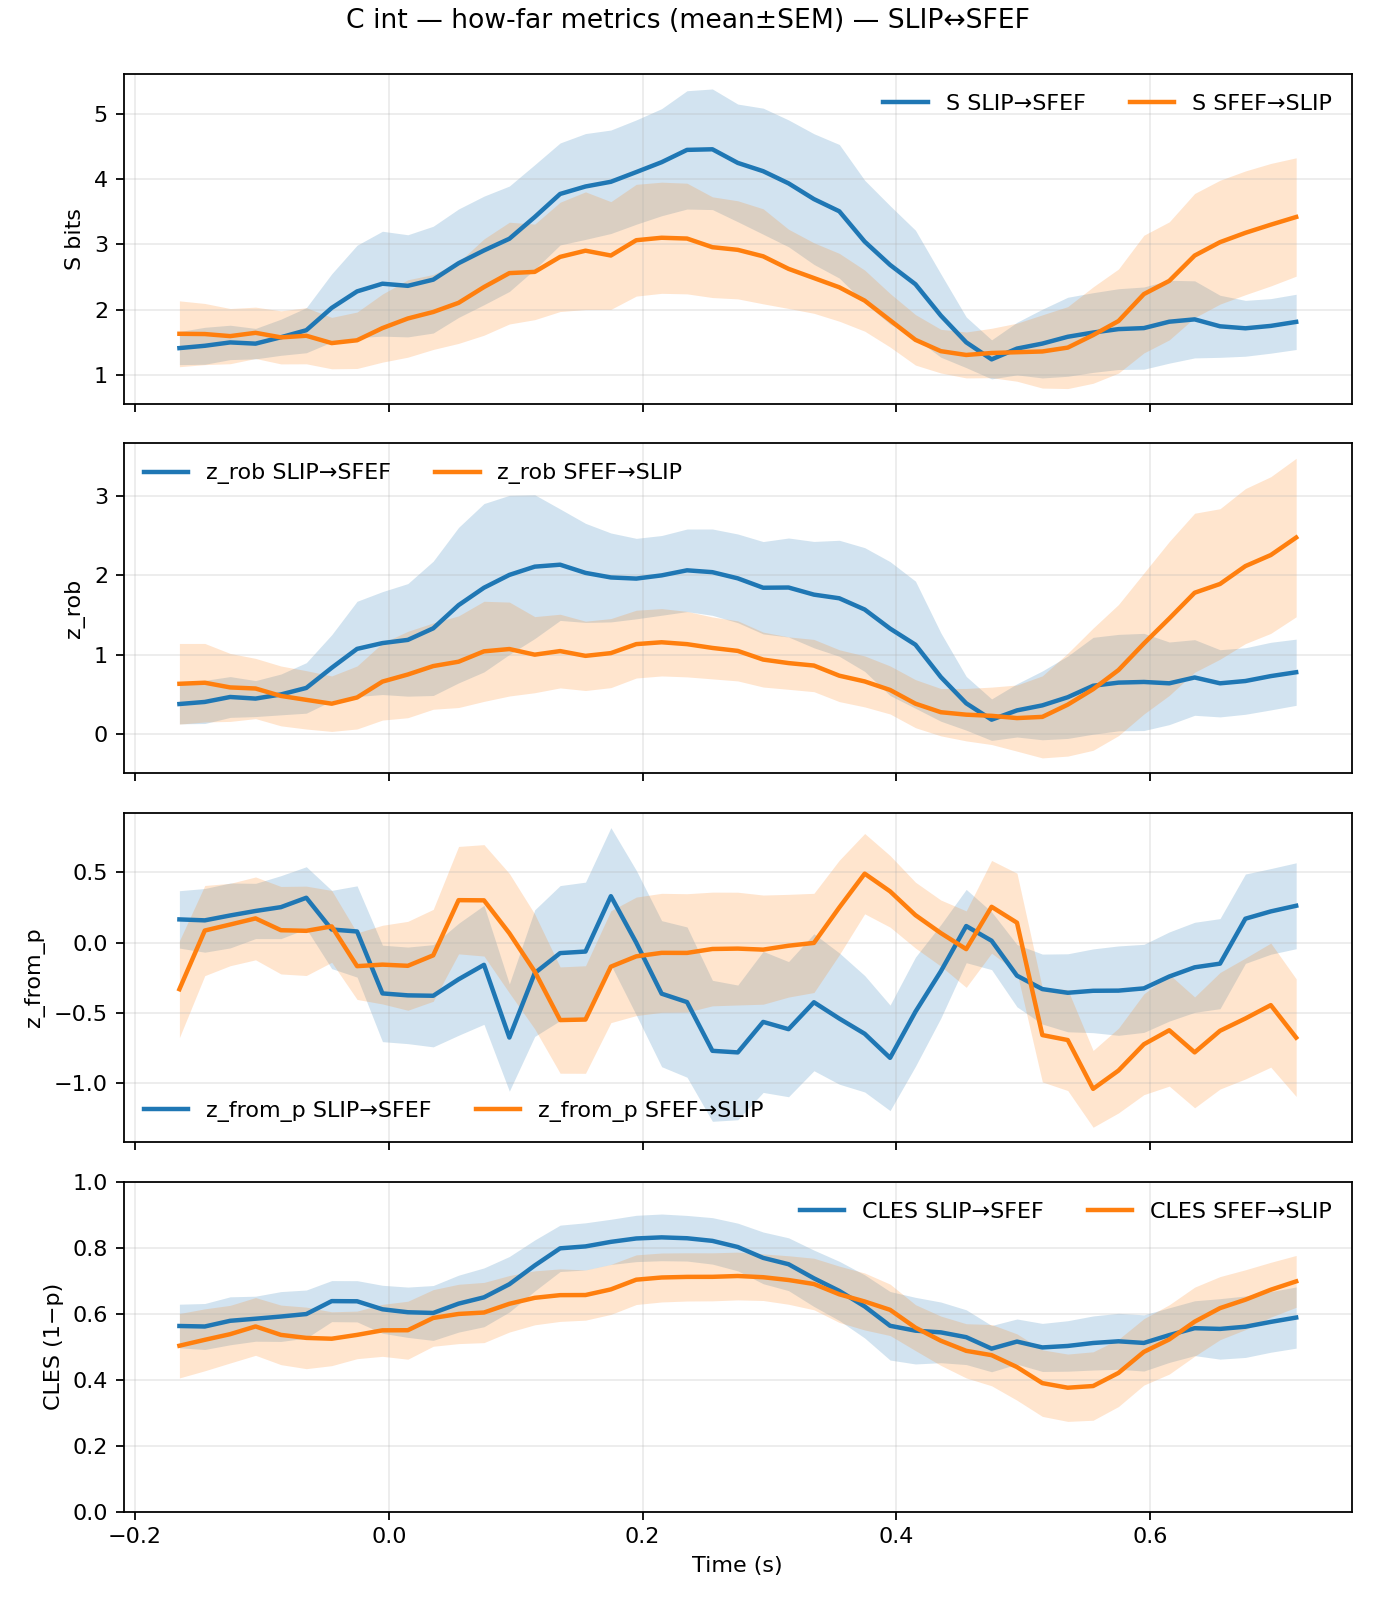 C int — how-far metrics (mean±SEM) — SLIP↔SFEF
S SLIP→SFEF S SFEF→SLIP
5
4
3
2
1
S bits
z_rob SLIP→SFEF z_rob SFEF→SLIP
3
2
1
0
z_rob
0.5
0.0
−0.5
−1.0
z_from_p
z_from_p SLIP→SFEF z_from_p SFEF→SLIP
CLES SLIP→SFEF CLES SFEF→SLIP
1.0
0.8
0.6
0.4
0.2
0.0
CLES (1−p)
−0.2 0.0 0.2 0.4 0.6
Time (s)